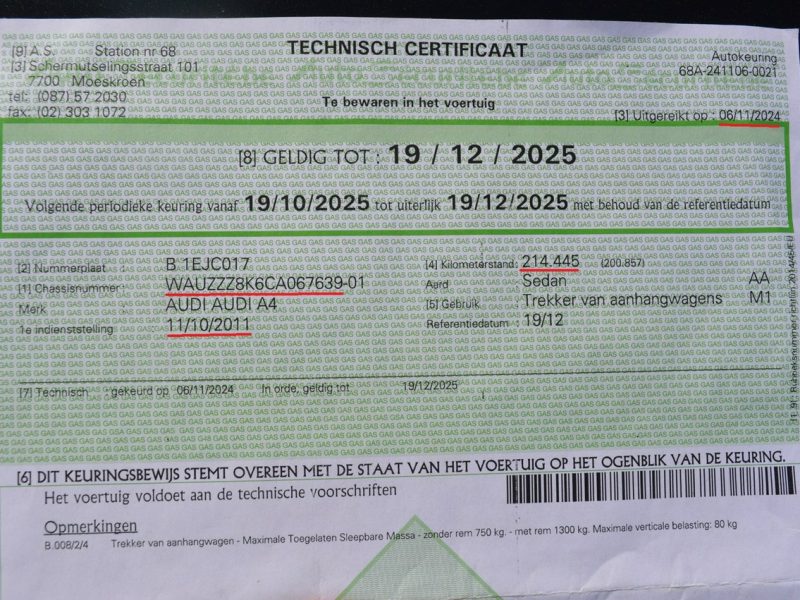 TECHNISCH CERTIFICAAT
[9] A.S. Station nr 68
[3] Schermutselingsstraat 101
7700 Moeskroen
tel: (087) 57 2030
fax: (02) 303 1072
Te bewaren in het voertuig
Autokeuring
68A-241106-0021
[3] Uitgereikt op : 06/11/2024
[8] GELDIG TOT : 19 / 12 / 2025
Volgende periodieke keuring vanaf 19/10/2025 tot uiterlijk 19/12/2025 met behoud van de referentiedatum
[2] Nummerplaat B 1EJC017
[1] Chassisnummer : WAUZZZ8K6CA067639-01
Merk AUDI AUDI A4
1e indienststelling 11/10/2011
[4] Kilometerstand : 214.445 (200.857)
Aard Sedan AA
[5] Gebruik : Trekker van aanhangwagens M1
Referentiedatum : 19/12
[7] Technisch : gekeurd op 06/11/2024 In orde, geldig tot 19/12/2025
[6] DIT KEURINGSBEWIJS STEMT OVEREEN MET DE STAAT VAN HET VOERTUIG OP HET OGENBLIK VAN DE KEURING.
Het voertuig voldoet aan de technische voorschriften
Opmerkingen
B.008/2/4 Trekker van aanhangwagen - Maximale Toegelaten Sleepbare Massa - zonder rem 750 kg. - met rem 1300 kg. Maximale verticale belasting: 80 kg